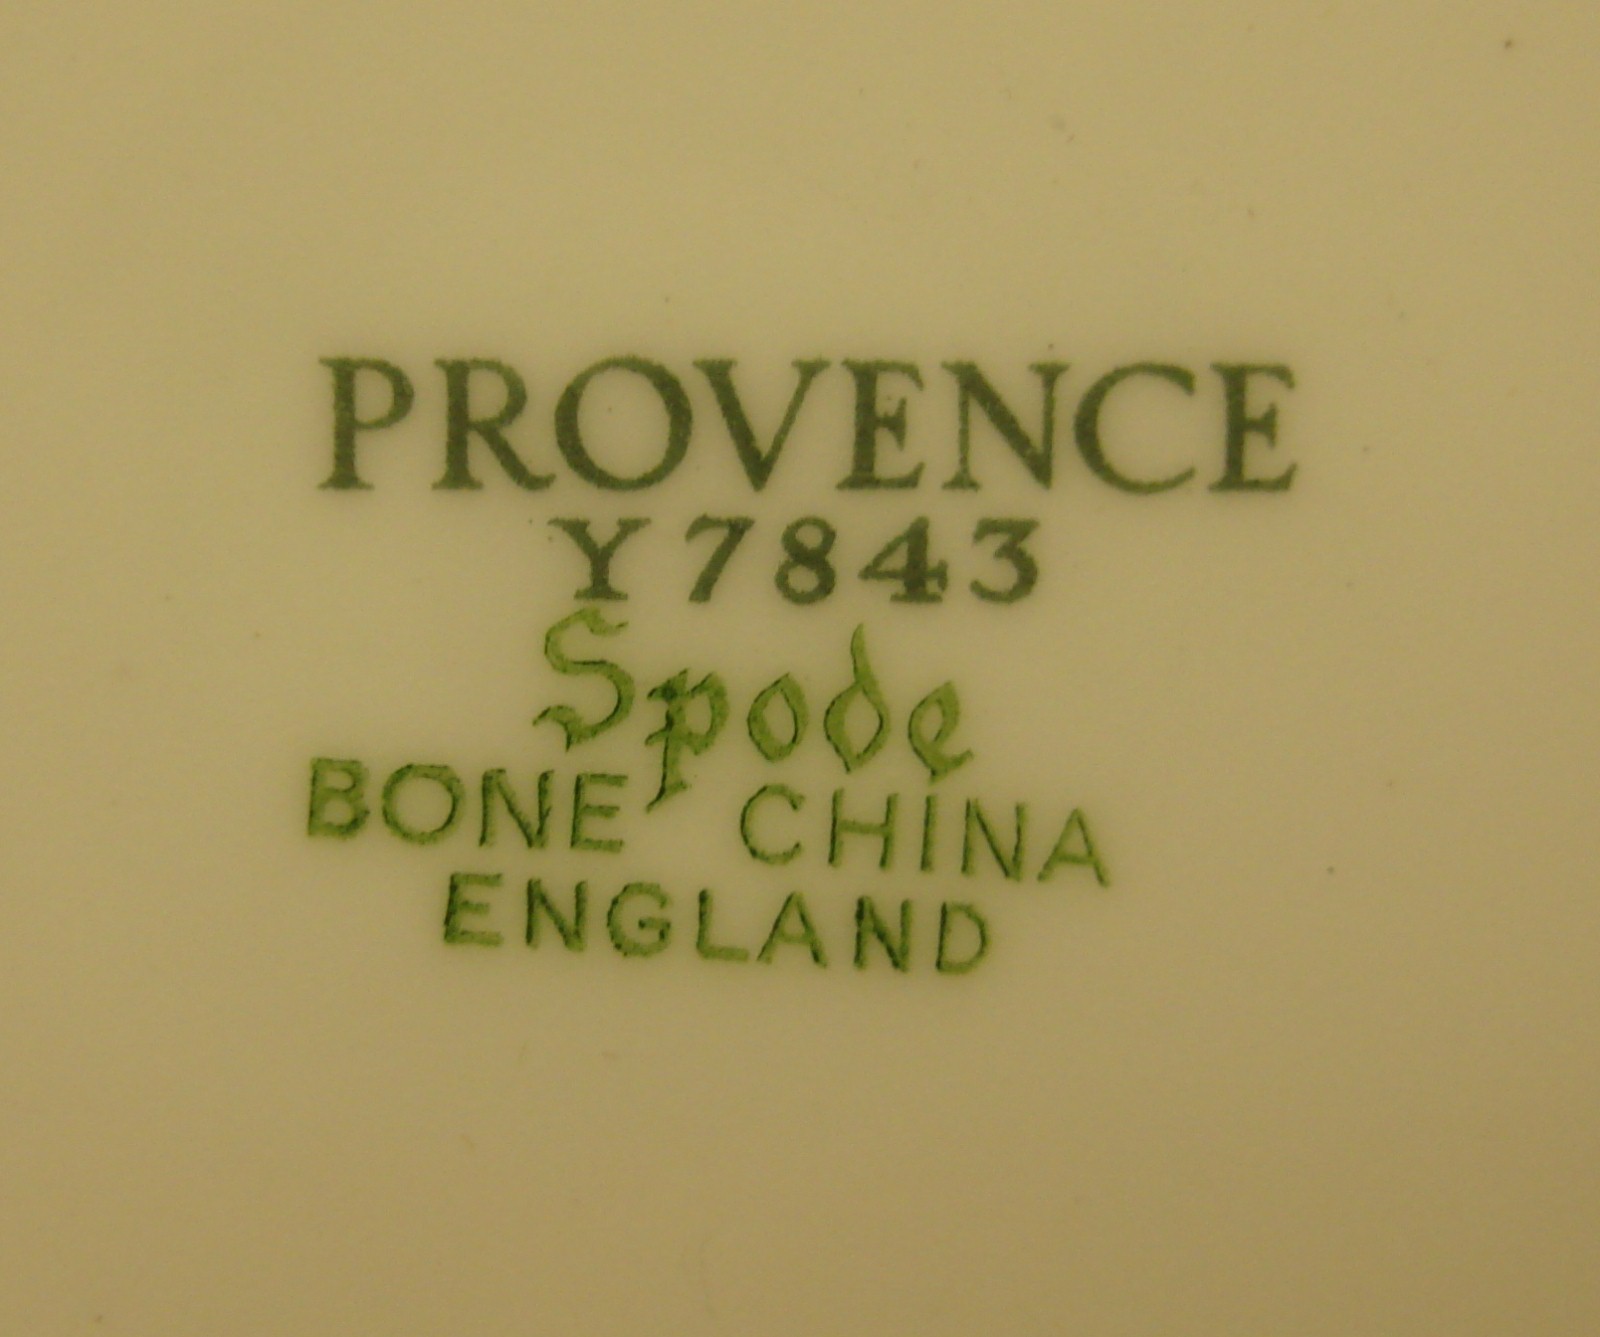 PROVENCE
Y7843
Spode
BONE CHINA
ENGLAND